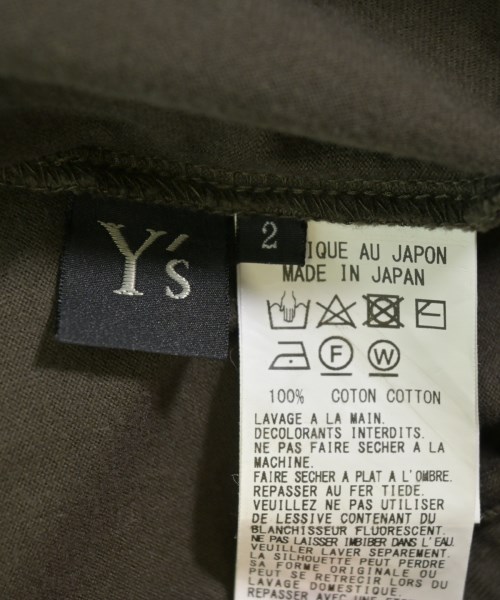 Y's
2
IQUE AU JAPON
MADE IN JAPAN
F
W
100% COTON COTTON
LAVAGE A LA MAIN.
DECOLORANTS INTERDITS.
NE PAS FAIRE SECHER A LA
MACHINE.
FAIRE SECHER A PLAT A L'OMBRE.
REPASSER AU FER TIEDE.
VEUILLEZ NE PAS UTILISER
DE LESSIVE CONTENANT DU
BLANCHISSEUR FLUORESCENT.
NE PAS LAISSER IMBIBER DANS L'EAU.
VEUILLER LAVER SEPAREMENT.
LA SILHOUETTE PEUT PERDRE
SA FORME ORIGINALE OU
PEUT SE RETRECIR LORS DU
LAVAGE DOMESTIQUE.
REPASSER AVEC UNE